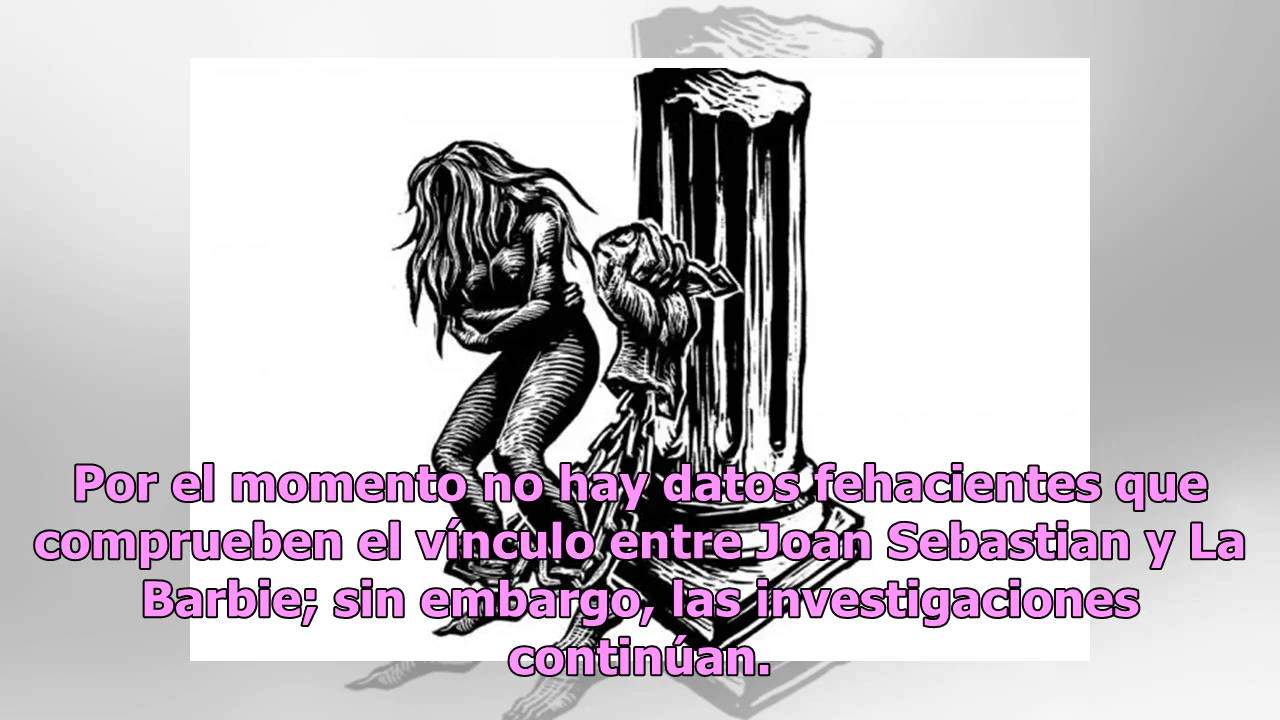 Por el momento no hay datos fehacientes que
comprueben el vínculo entre Joan Sebastian y La
Barbie; sin embargo, las investigaciones
continúan.